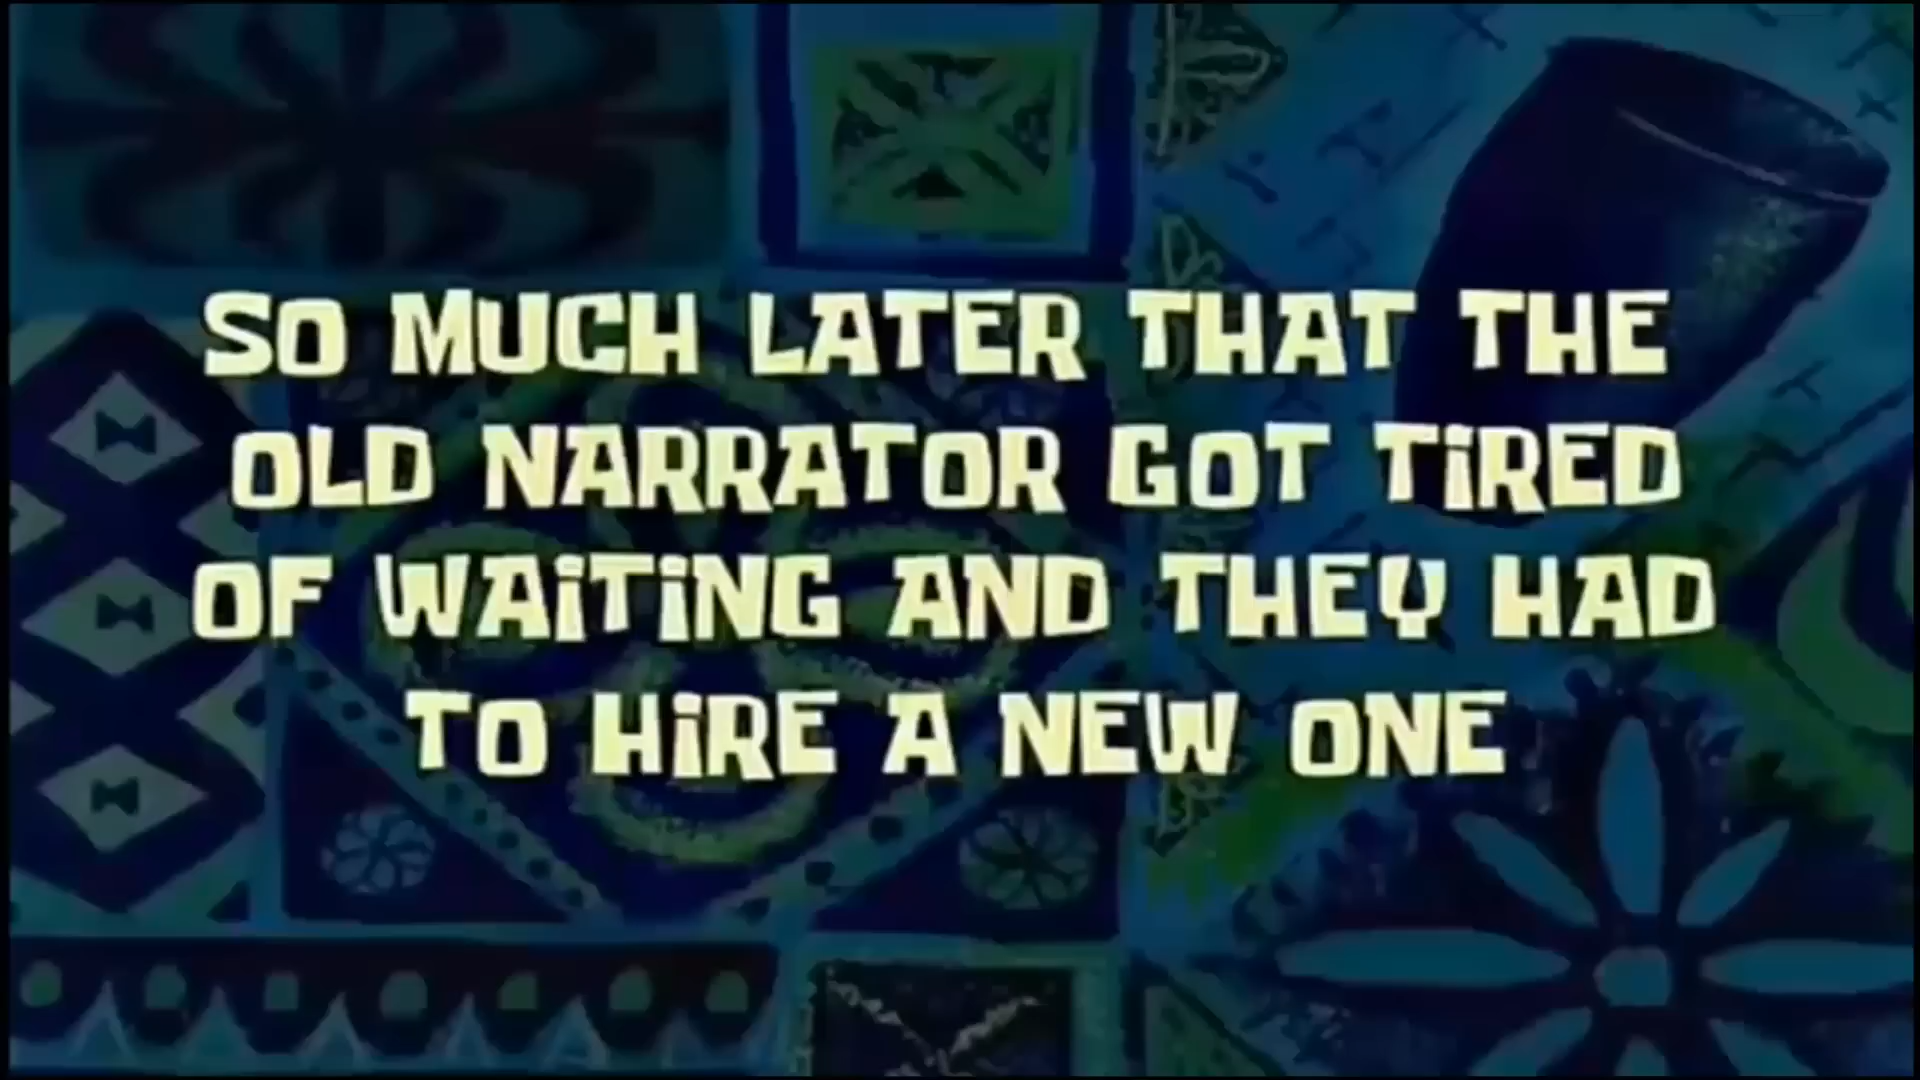 SO MUCH LATER THAT THE
OLD NARRATOR GOT TiRED
OF WAiTiNG AND THEY HAD
TO HiRE A NEW ONE